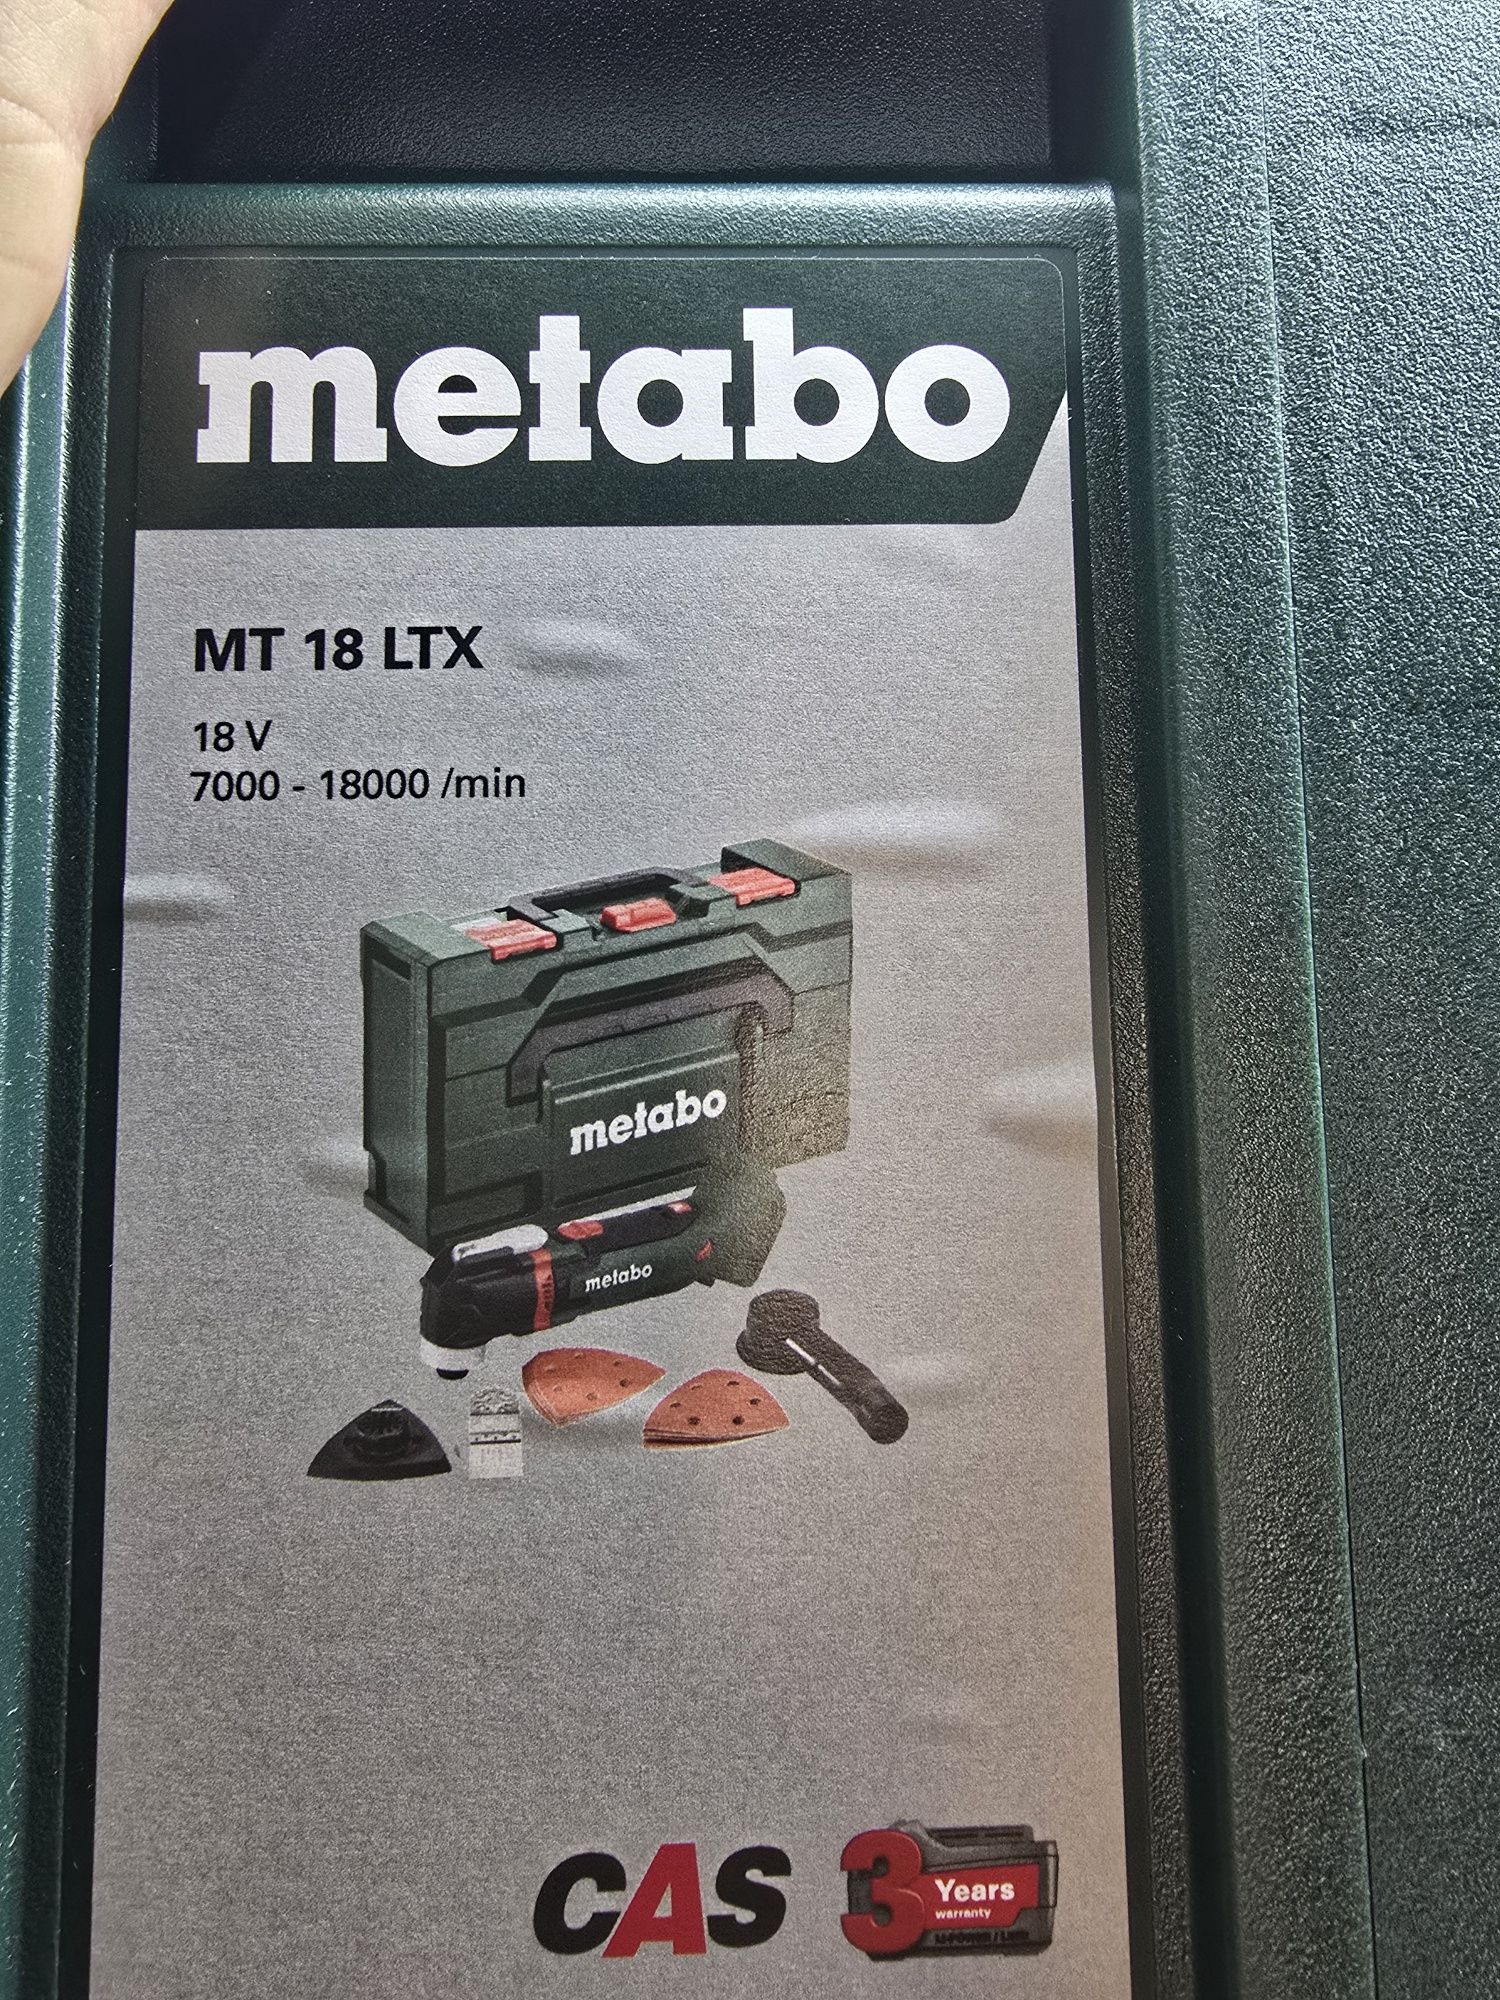 metabo
MT 18 LTX
18 V
7000 - 18000 /min
metabo
metabo
CAS
3 Years
warranty